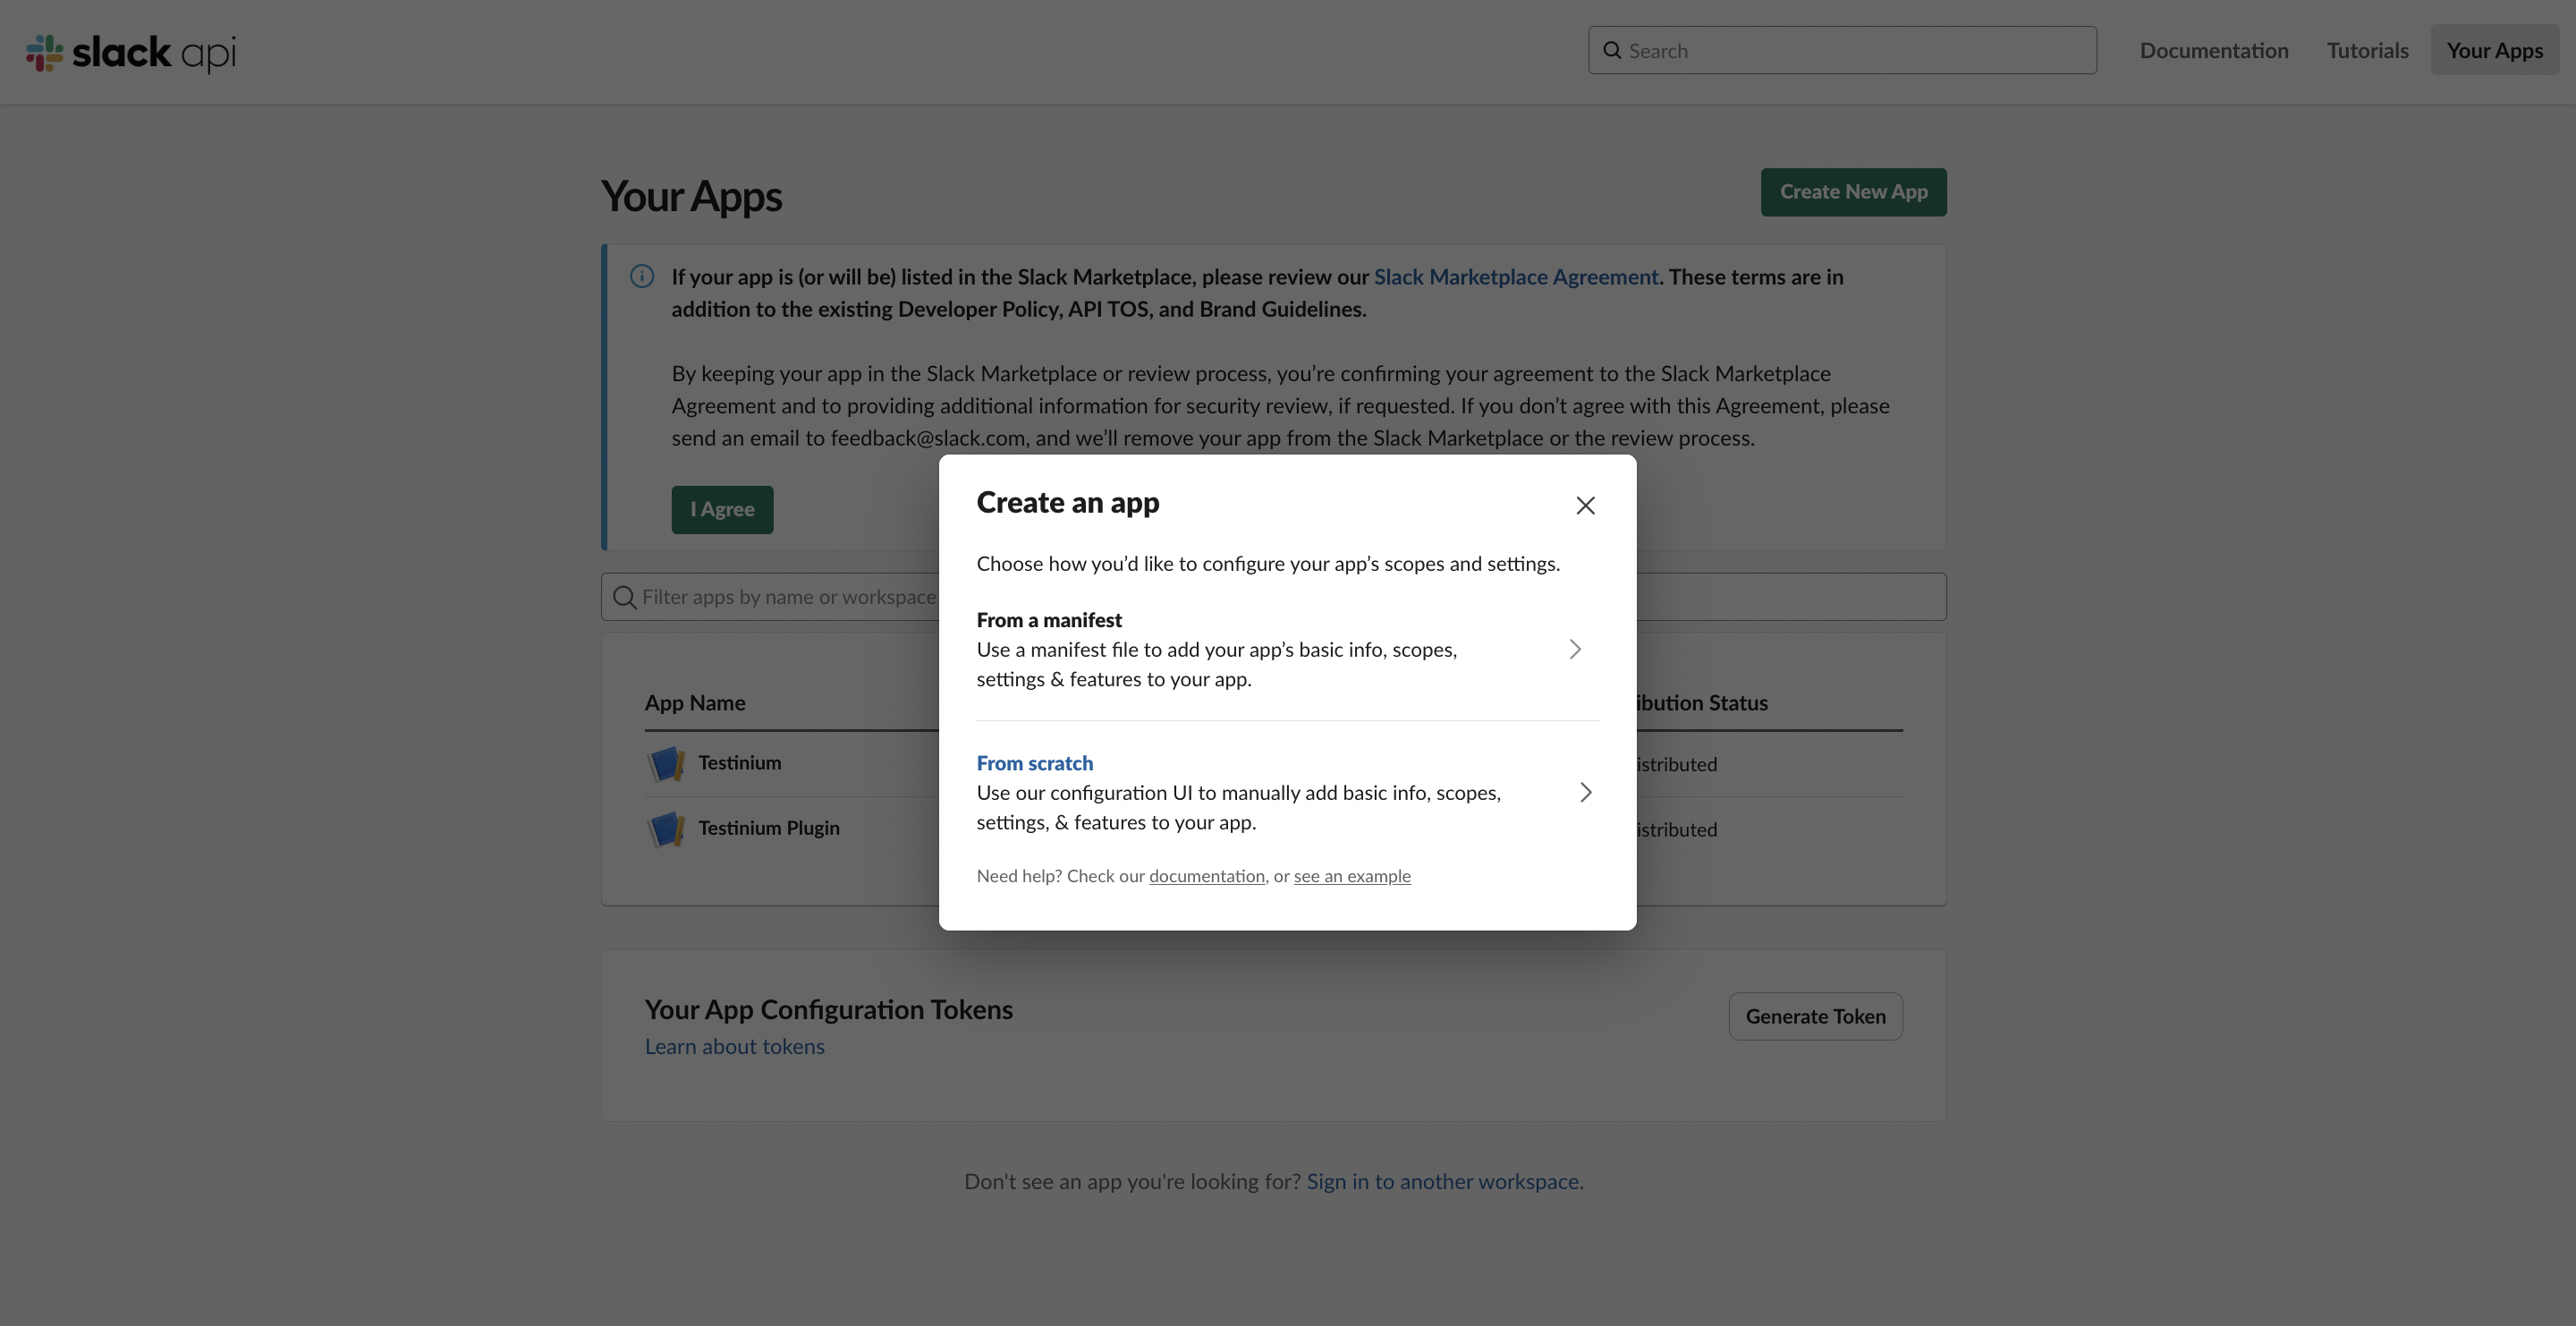 slack api
Search
Documentation
Tutorials
Your Apps
Your Apps
Create New App
If your app is (or will be) listed in the Slack Marketplace, please review our Slack Marketplace Agreement. These terms are in
addition to the existing Developer Policy, API TOS, and Brand Guidelines.
By keeping your app in the Slack Marketplace or review process, you’re confirming your agreement to the Slack Marketplace
Agreement and to providing additional information for security review, if requested. If you don’t agree with this Agreement, please
send an email to feedback@slack.com, and we’ll remove your app from the Slack Marketplace or the review process.
I Agree
Filter apps by name or workspace
App Name
ibution Status
Testinium
istributed
Testinium Plugin
istributed
Create an app
Choose how you’d like to configure your app’s scopes and settings.
From a manifest
Use a manifest file to add your app’s basic info, scopes,
settings & features to your app.
From scratch
Use our configuration UI to manually add basic info, scopes,
settings, & features to your app.
Need help? Check our documentation, or see an example
Your App Configuration Tokens
Learn about tokens
Generate Token
Don't see an app you're looking for? Sign in to another workspace.